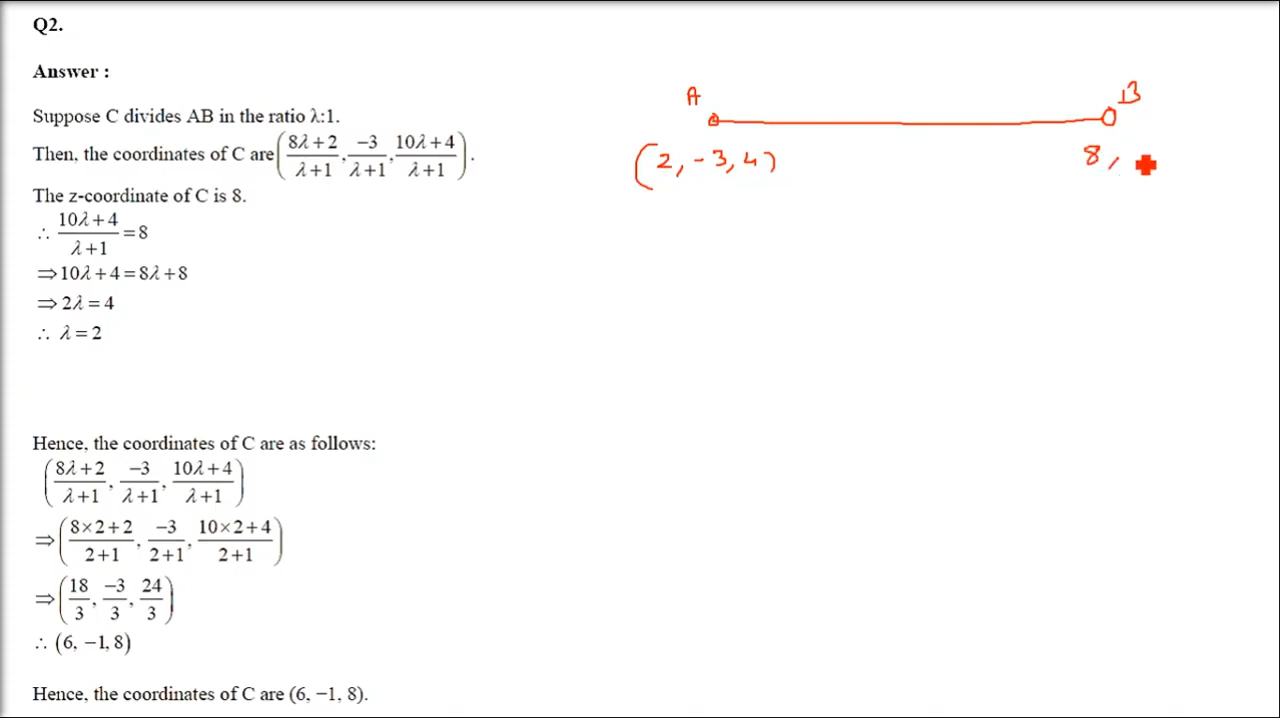 Q2.
Answer :
Suppose C divides AB in the ratio λ:1.
Then, the coordinates of C are (8λ+2/λ+1, −3/λ+1, 10λ+4/λ+1).
The z-coordinate of C is 8.
∴ 10λ+4/λ+1 = 8
⇒ 10λ+4 = 8λ+8
⇒ 2λ = 4
∴ λ = 2
Hence, the coordinates of C are as follows:
(8λ+2/λ+1, −3/λ+1, 10λ+4/λ+1)
⇒ (8×2+2/2+1, −3/2+1, 10×2+4/2+1)
⇒ (18/3, −3/3, 24/3)
∴ (6, −1, 8)
Hence, the coordinates of C are (6, −1, 8).
A B
(2, -3, 4) 8,